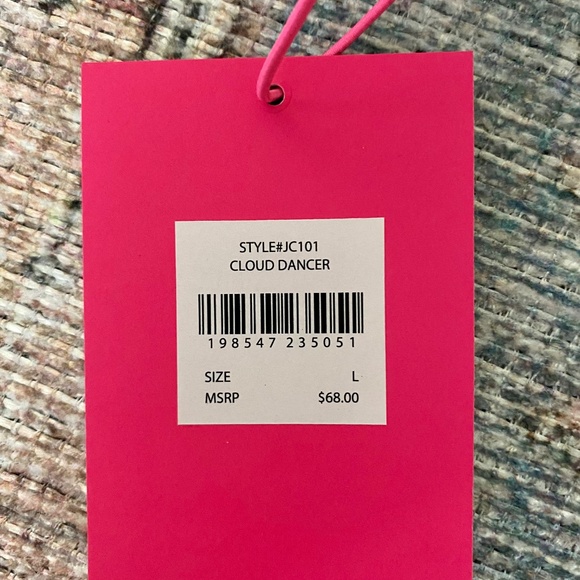 STYLE#JC101
CLOUD DANCER
198547 235051
SIZE L
MSRP $68.00